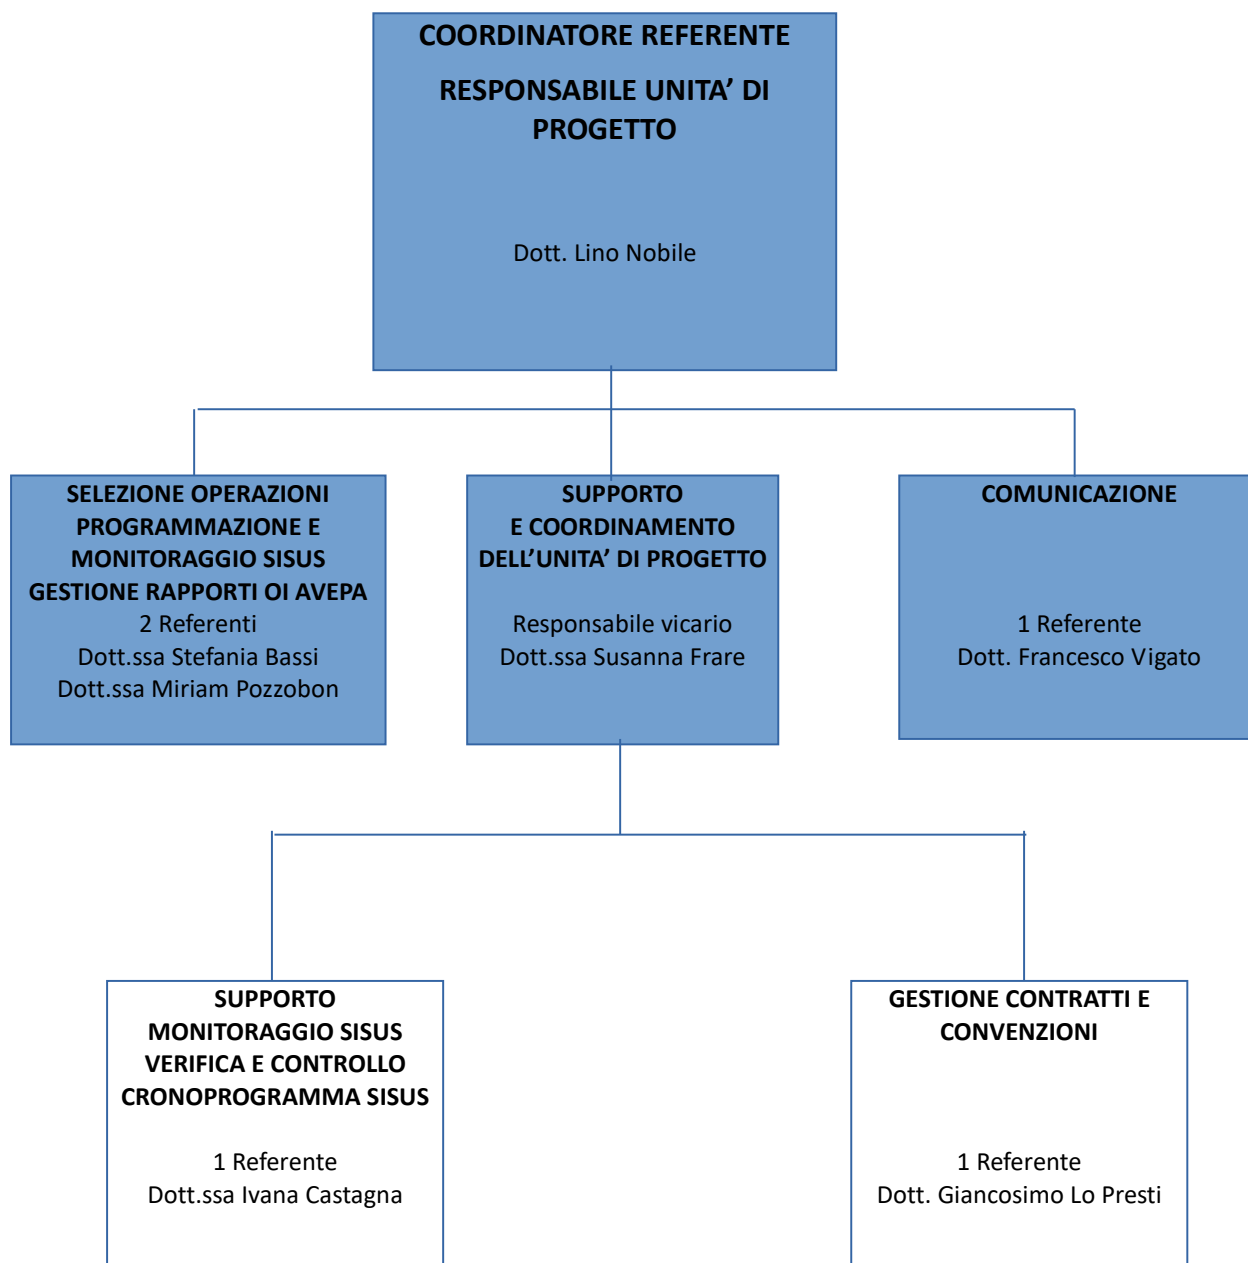 COORDINATORE REFERENTE
RESPONSABILE UNITA’ DI
PROGETTO
Dott. Lino Nobile
SELEZIONE OPERAZIONI
PROGRAMMAZIONE E
MONITORAGGIO SISUS
GESTIONE RAPPORTI OI AVEPA
2 Referenti
Dott.ssa Stefania Bassi
Dott.ssa Miriam Pozzobon
SUPPORTO
E COORDINAMENTO
DELL’UNITA’ DI PROGETTO
Responsabile vicario
Dott.ssa Susanna Frare
COMUNICAZIONE
1 Referente
Dott. Francesco Vigato
SUPPORTO
MONITORAGGIO SISUS
VERIFICA E CONTROLLO
CRONOPROGRAMMA SISUS
1 Referente
Dott.ssa Ivana Castagna
GESTIONE CONTRATTI E
CONVENZIONI
1 Referente
Dott. Giancosimo Lo Presti